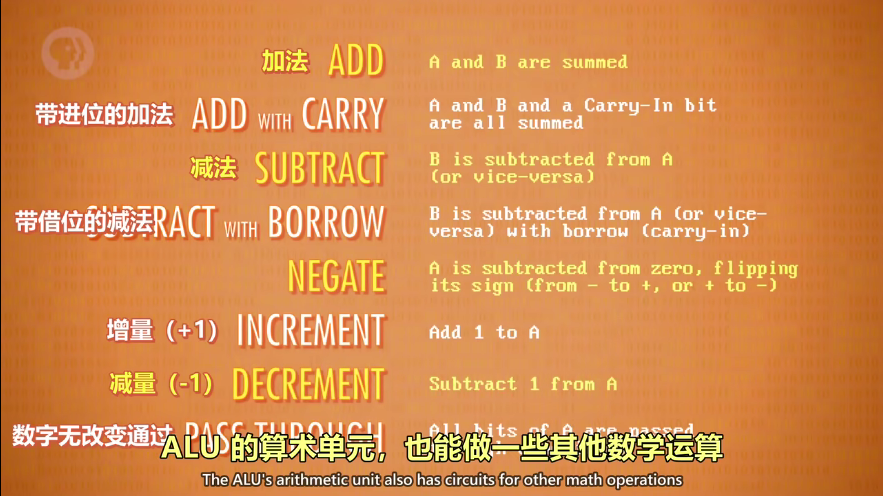 加法 ADD A and B are summed
带进位的加法 ADD WITH CARRY A and B and a Carry-In bit
are all summed
减法 SUBTRACT B is subtracted from A
(or vice-versa)
带借位的减法 SUBTRACT WITH BORROW B is subtracted from A (or vice-
versa) with borrow (carry-in)
NEGATE A is subtracted from zero, flipping
its sign (from - to +, or + to -)
增量（+1） INCREMENT Add 1 to A
减量（-1） DECREMENT Subtract 1 from A
数字无改变通过 PASS THROUGH All bits of A are passed
ALU 的算术单元，也能做一些其他数学运算
The ALU's arithmetic unit also has circuits for other math operations